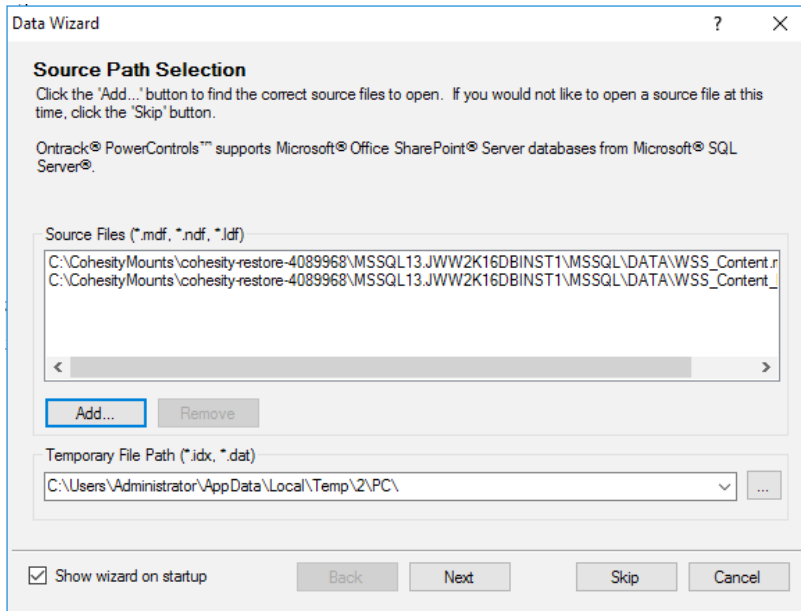 Data Wizard
?
Source Path Selection
Click the 'Add...' button to find the correct source files to open. If you would not like to open a source file at this
time, click the 'Skip' button.
Ontrack® PowerControls™ supports Microsoft® Office SharePoint® Server databases from Microsoft® SQL
Server®.
Source Files (*.mdf, *.ndf, *.ldf)
C:\CohesityMounts\cohesity-restore-4089968\MSSQL13.JWW2K16DBINST1\MSSQL\DATA\WSS_Content.
C:\CohesityMounts\cohesity-restore-4089968\MSSQL13.JWW2K16DBINST1\MSSQL\DATA\WSS_Content_
Add... Remove
Temporary File Path (*.idx, *.dat)
C:\Users\Administrator\AppData\Local\Temp\2\PC\
...
Show wizard on startup Back Next Skip Cancel